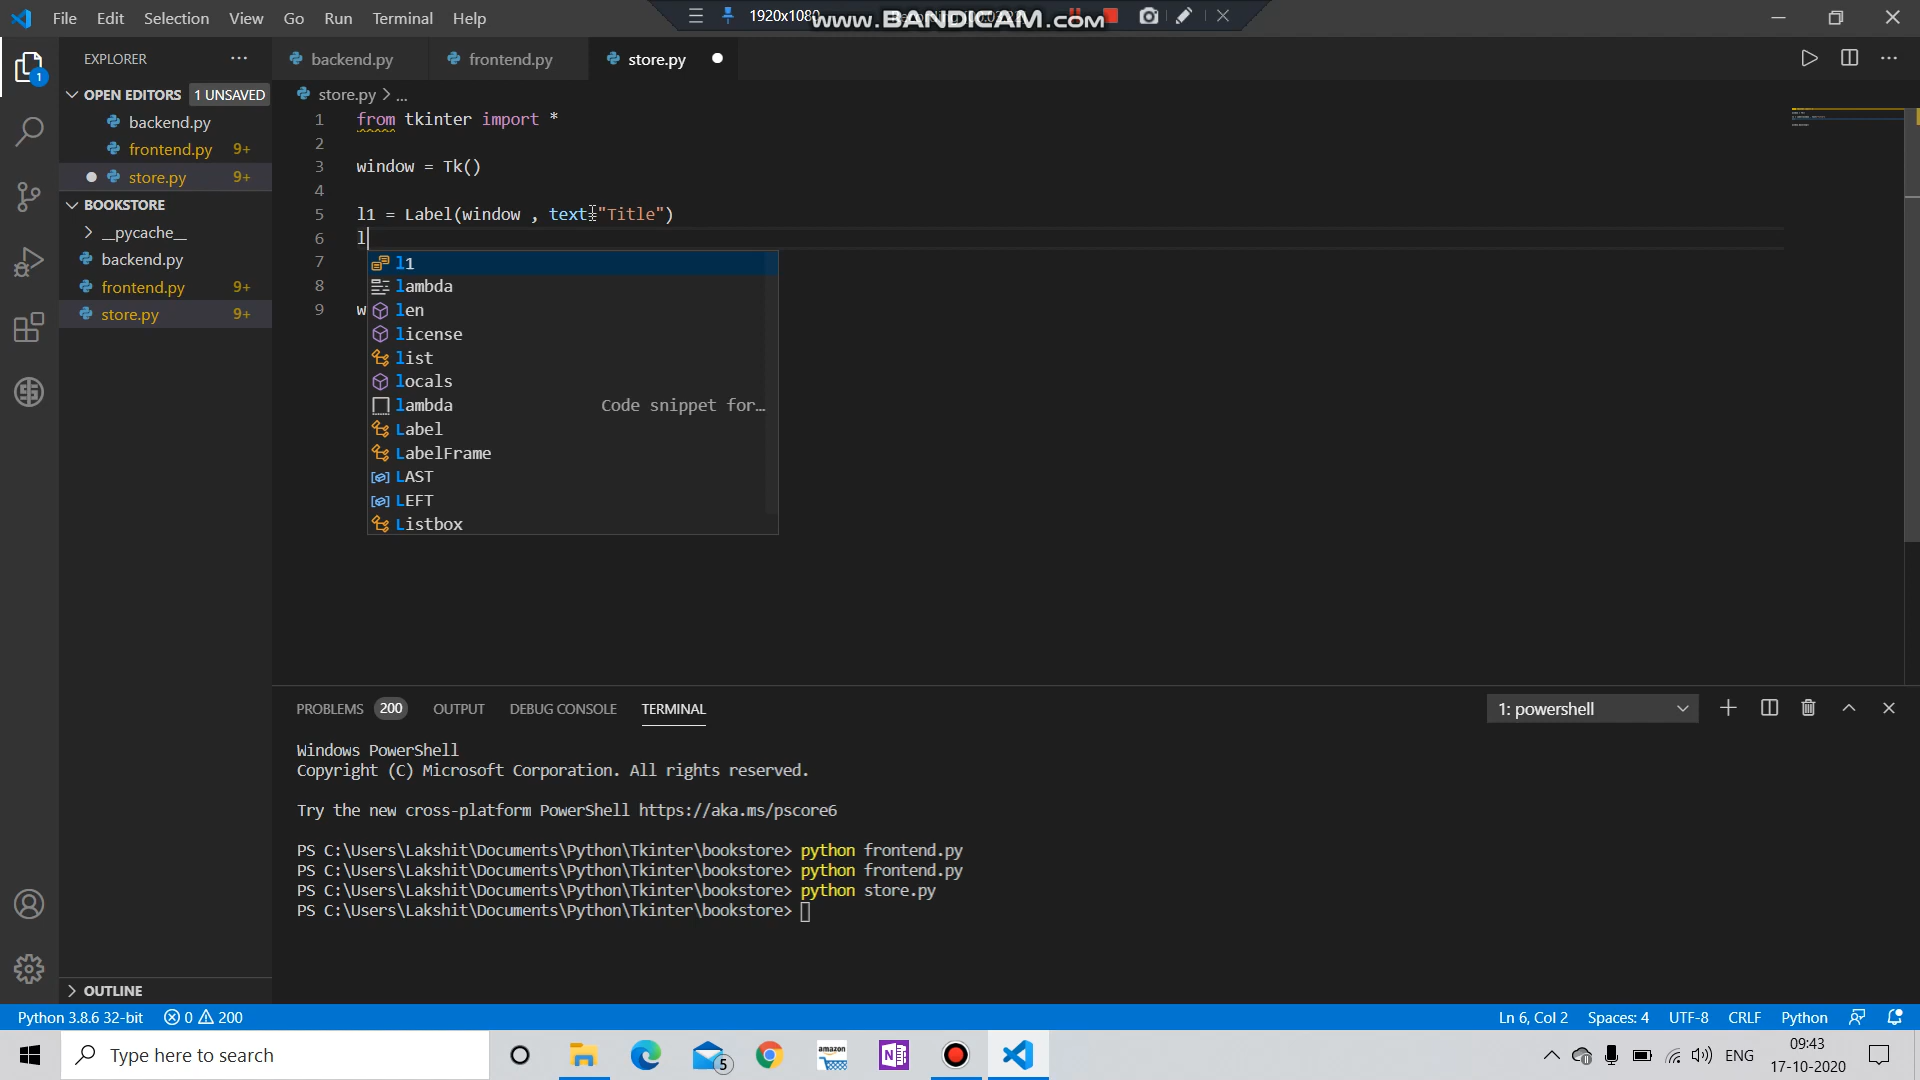 File Edit Selection View Go Run Terminal Help
1920x1080
www.BANDICAM.com
EXPLORER
backend.py
frontend.py
store.py
OPEN EDITORS 1 UNSAVED
backend.py
frontend.py 9+
store.py 9+
BOOKSTORE
__pycache__
backend.py
frontend.py 9+
store.py 9+
OUTLINE
1
store.py > ...
1 from tkinter import *
2
3 window = Tk()
4
5 l1 = Label(window , text="Title")
6 l
7
8
9 w
l1
lambda
len
license
list
locals
lambda Code snippet for…
Label
LabelFrame
LAST
LEFT
Listbox
PROBLEMS 200 OUTPUT DEBUG CONSOLE TERMINAL
1: powershell
Windows PowerShell
Copyright (C) Microsoft Corporation. All rights reserved.
Try the new cross-platform PowerShell https://aka.ms/pscore6
PS C:\Users\Lakshit\Documents\Python\Tkinter\bookstore> python frontend.py
PS C:\Users\Lakshit\Documents\Python\Tkinter\bookstore> python frontend.py
PS C:\Users\Lakshit\Documents\Python\Tkinter\bookstore> python store.py
PS C:\Users\Lakshit\Documents\Python\Tkinter\bookstore>
Python 3.8.6 32-bit 0 200
Ln 6, Col 2 Spaces: 4 UTF-8 CRLF Python
Type here to search
5
amazon
N
ENG
09:43
17-10-2020